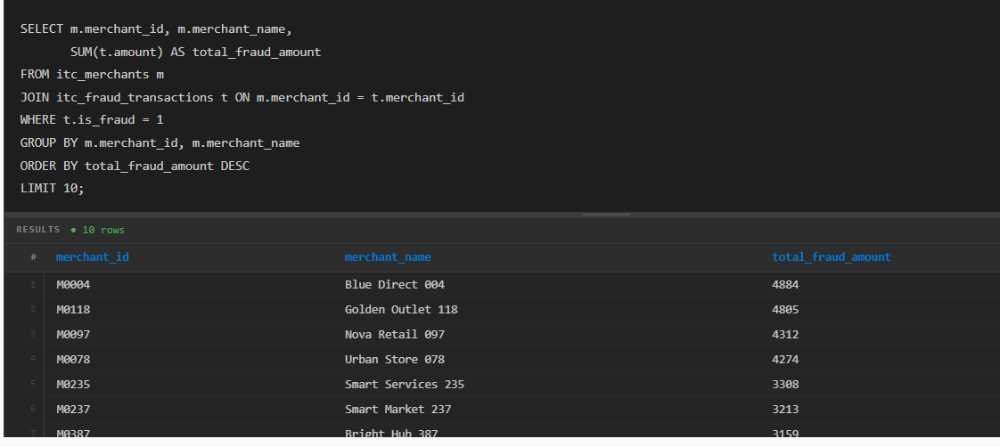 SELECT m.merchant_id, m.merchant_name,
SUM(t.amount) AS total_fraud_amount
FROM itc_merchants m
JOIN itc_fraud_transactions t ON m.merchant_id = t.merchant_id
WHERE t.is_fraud = 1
GROUP BY m.merchant_id, m.merchant_name
ORDER BY total_fraud_amount DESC
LIMIT 10;
RESULTS ● 10 rows
# merchant_id merchant_name total_fraud_amount
1 M0004 Blue Direct 004 4884
2 M0118 Golden Outlet 118 4805
3 M0097 Nova Retail 097 4312
4 M0078 Urban Store 078 4274
5 M0235 Smart Services 235 3308
6 M0237 Smart Market 237 3213
7 M0387 Bright Hub 387 3159